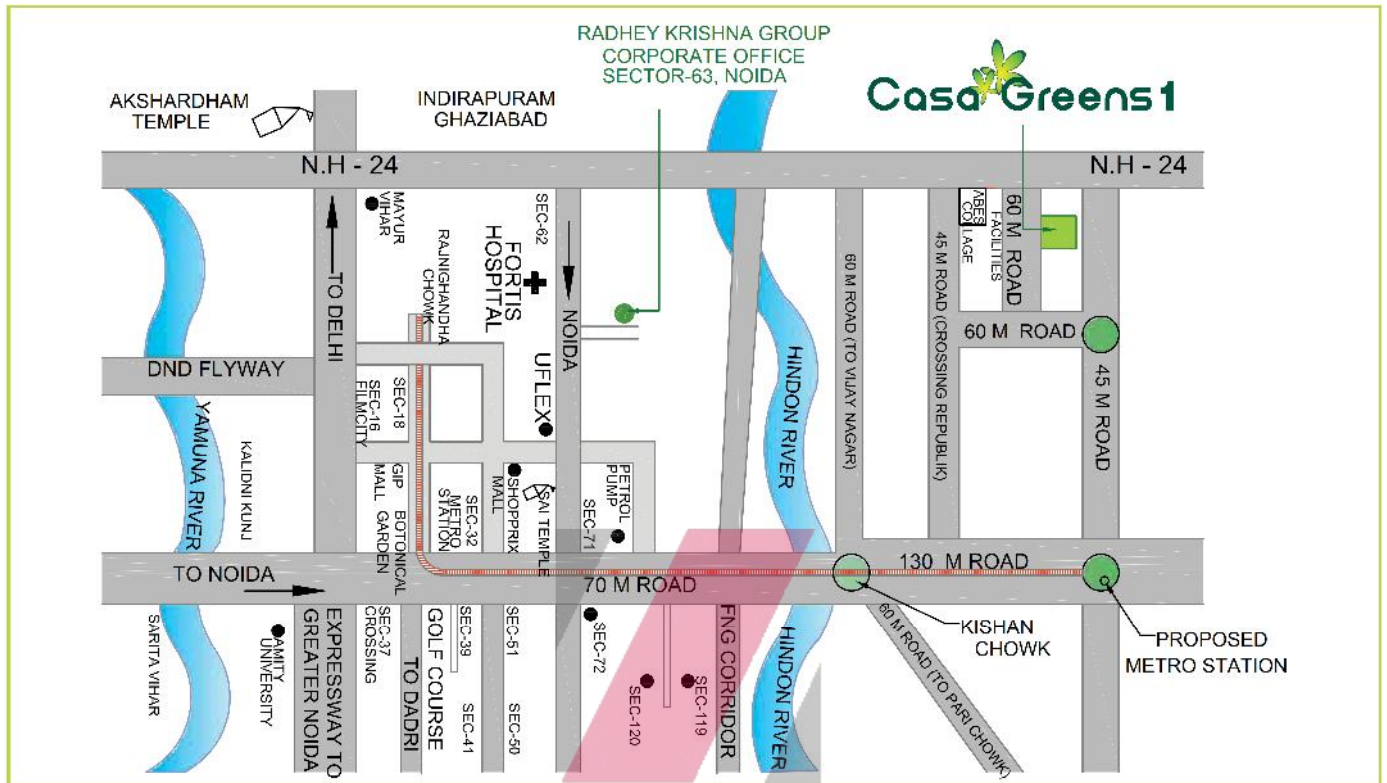 RADHEY KRISHNA GROUP
CORPORATE OFFICE
SECTOR-63, NOIDA
AKSHARDHAM
TEMPLE
INDIRAPURAM
GHAZIABAD
Casa Greens 1
N.H - 24
N.H - 24
MAYUR
VIHAR
SEC-62
ABES
COLLAGE
FACILITIES
60 M ROAD
RAJNIGHANDHA
CHOWK
FORTIS
HOSPITAL
TO DELHI
NOIDA
60 M ROAD (TO VIJAY NAGAR)
45 M ROAD (CROSSING REPUBLIK)
60 M ROAD
HINDON RIVER
DND FLYWAY
UFLEX
45 M ROAD
SEC-18
SEC-16
FILMCITY
YAMUNA RIVER
KALIDNI KUNJ
GIP
MALL
BOTONICAL
GARDEN
SEC-32
METRO
STATION
SHOPPRIX
MALL
SAI TEMPLE
SEC-71
PETROL
PUMP
TO NOIDA
70 M ROAD
130 M ROAD
SARITA VIHAR
AMITY
UNIVERSITY
EXPRESSWAY TO
GREATER NOIDA
SEC-37
CROSSING
TO DADRI
GOLF COURSE
SEC-39
SEC-41
SEC-51
SEC-50
SEC-72
SEC-120
SEC-119
FNG CORRIDOR
HINDON RIVER
60 M ROAD (TO PARI CHOWK)
KISHAN
CHOWK
PROPOSED
METRO STATION